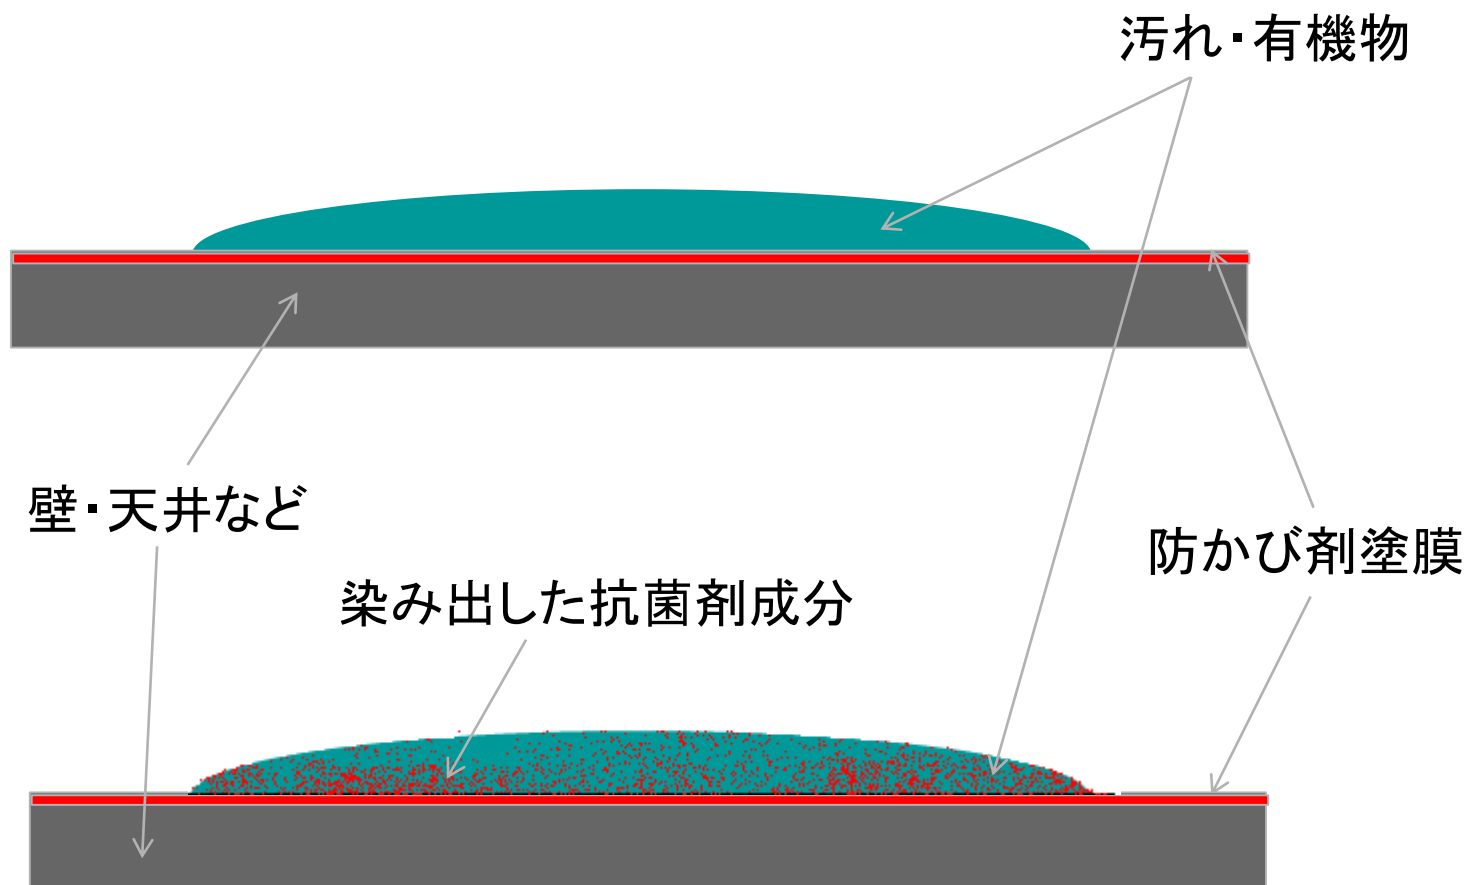 汚れ・有機物
壁・天井など
防かび剤塗膜
染み出した抗菌剤成分